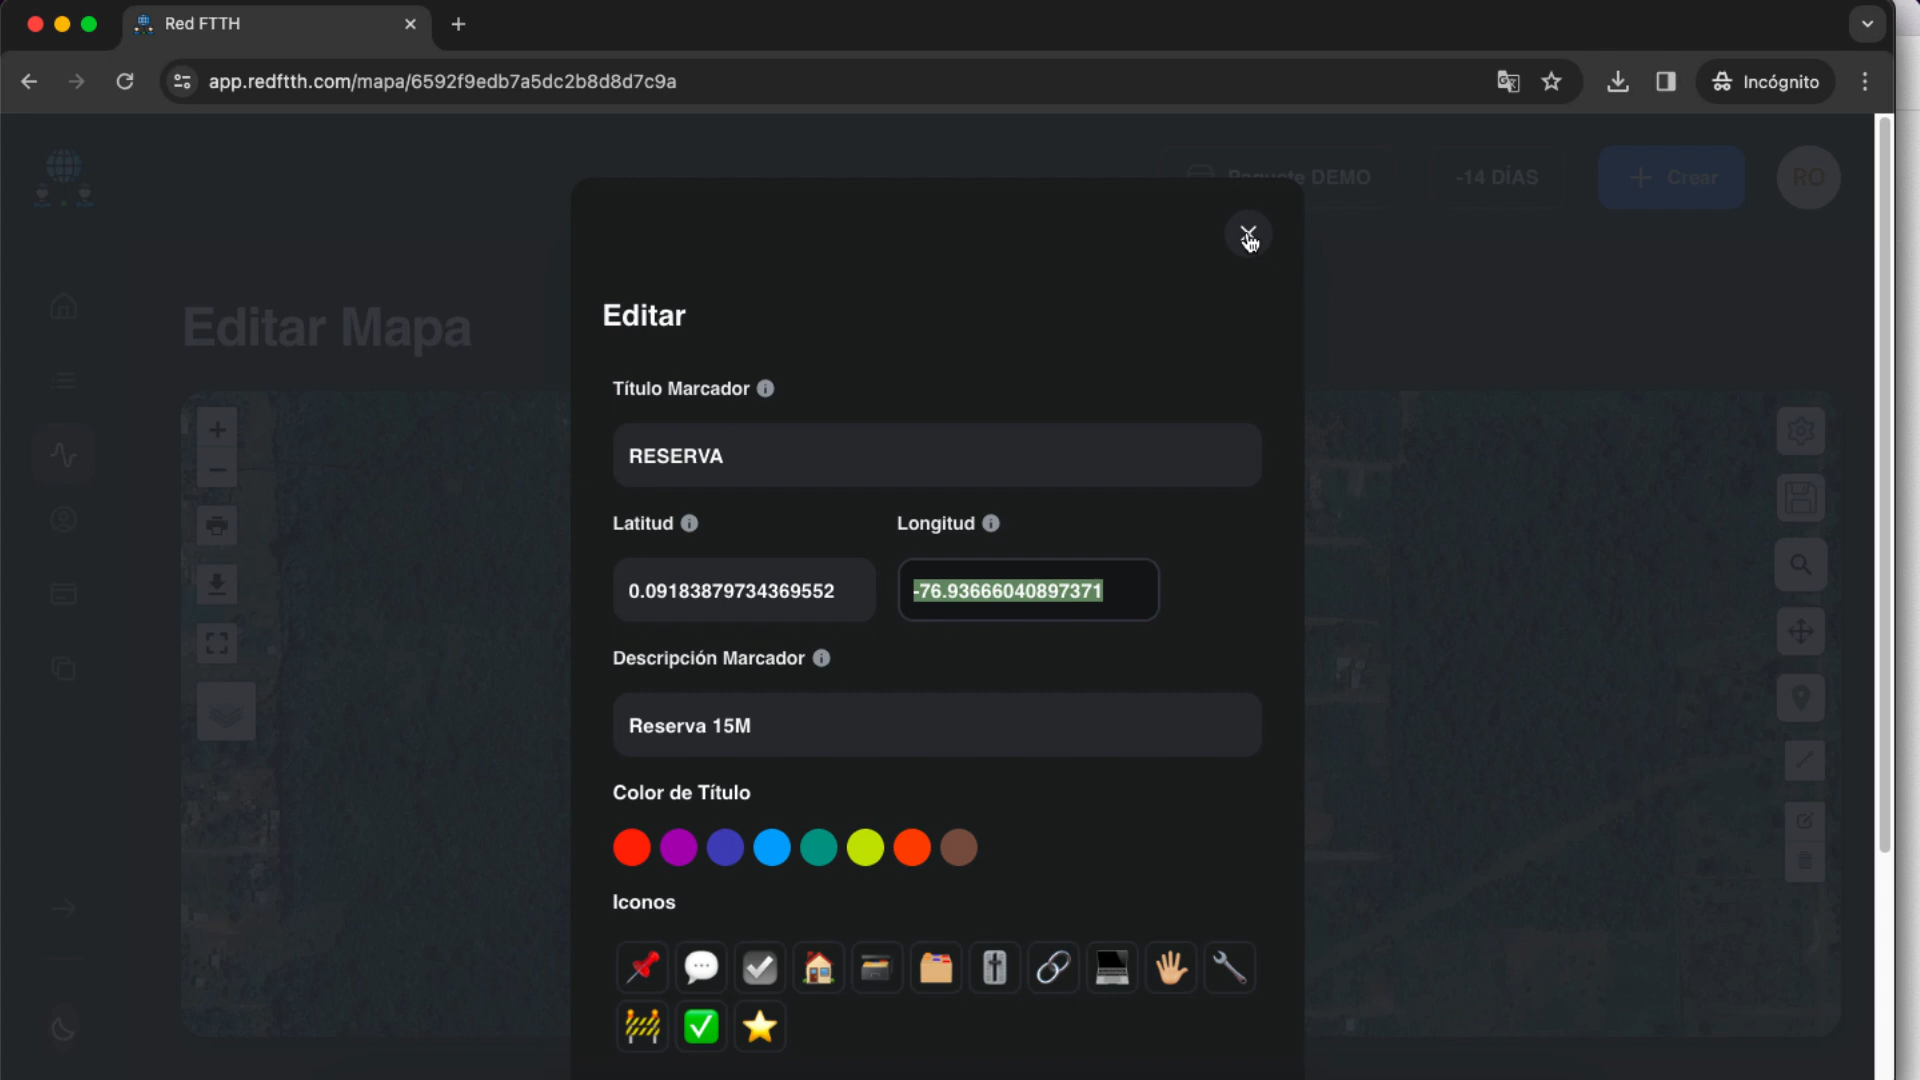 Red FTTH
app.redftth.com/mapa/6592f9edb7a5dc2b8d8d7c9a
Incógnito
Paquete DEMO
-14 DÍAS
Crear
RO
Editar Mapa
Editar
Título Marcador
RESERVA
Latitud
Longitud
0.09183879734369552
-76.93666040897371
Descripción Marcador
Reserva 15M
Color de Título
Iconos